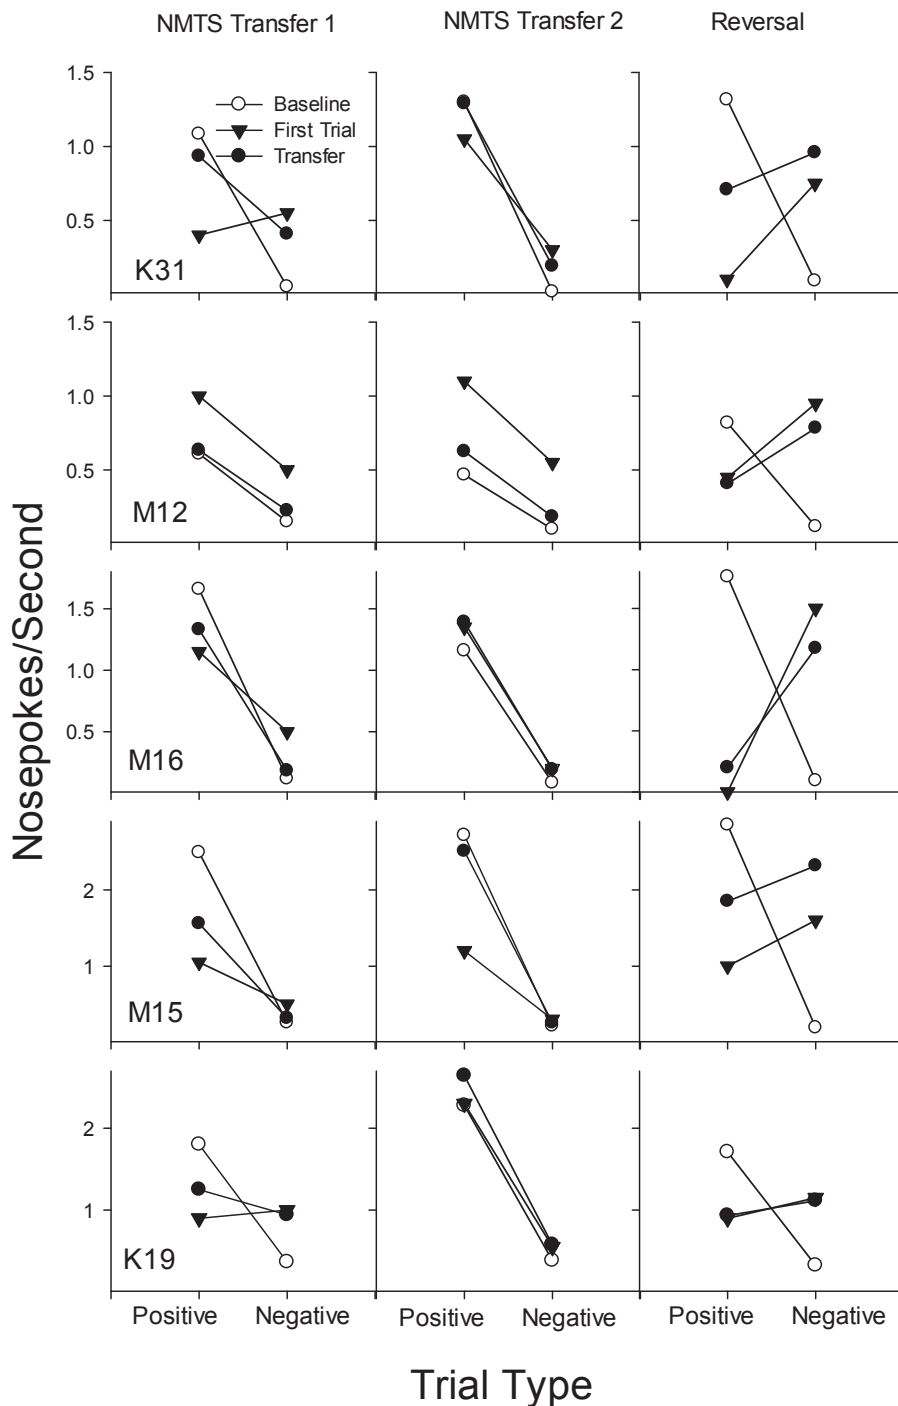 NMTS Transfer 1 NMTS Transfer 2 Reversal
1.5
Baseline
First Trial
1.0
Transfer
0.5
K31
1.5
1.0
0.5
M12
Nosepokes/Second
1.5
1.0
0.5
M16
2
1
M15
2
1
K19
Positive Negative Positive Negative Positive Negative
Trial Type